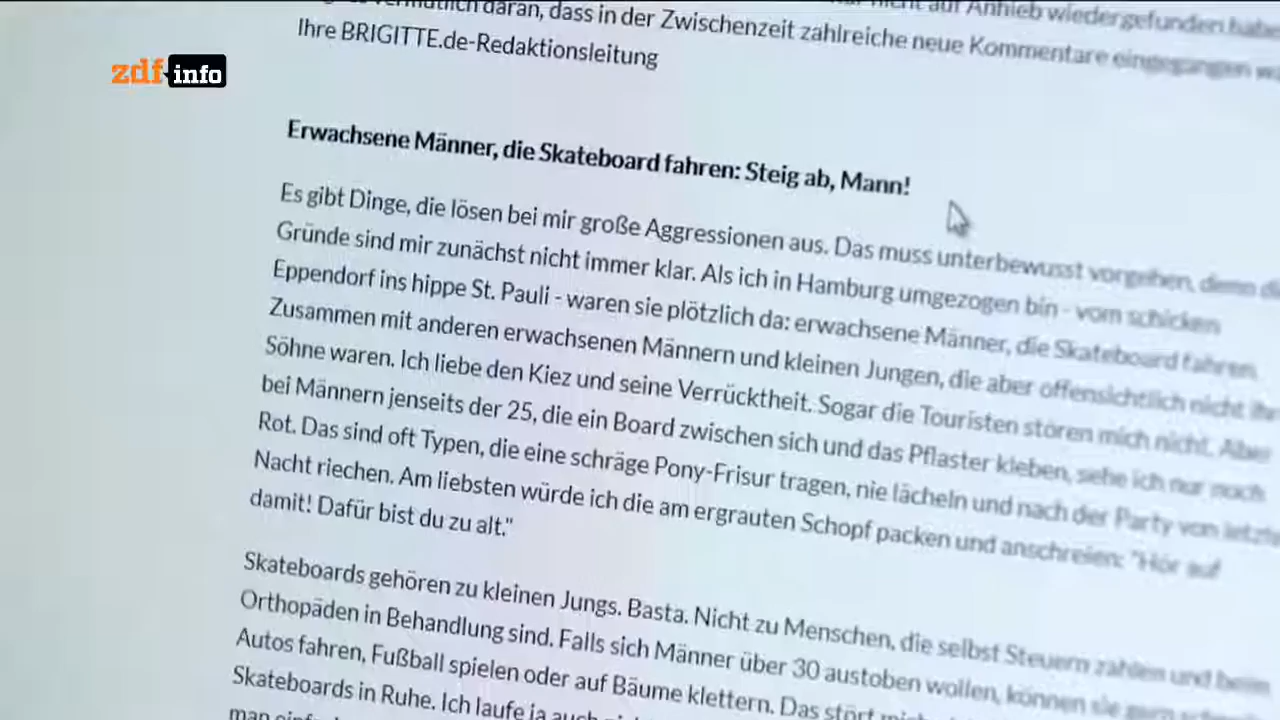 daran, dass in der Zwischenzeit zahlreiche neue Kommentare eingegangen
nicht auf Anhieb wiedergefunden
Ihre BRIGITTE.de-Redaktionsleitung
zdf info
Erwachsene Männer, die Skateboard fahren: Steig ab, Mann!
Es gibt Dinge, die lösen bei mir große Aggressionen aus. Das muss unterbewusst vorgehen, denn
Gründe sind mir zunächst nicht immer klar. Als ich in Hamburg umgezogen bin - vom schicken
Eppendorf ins hippe St. Pauli - waren sie plötzlich da: erwachsene Männer, die Skateboard fahren.
Zusammen mit anderen erwachsenen Männern und kleinen Jungen, die aber offensichtlich nicht
Söhne waren. Ich liebe den Kiez und seine Verrücktheit. Sogar die Touristen stören mich nicht. Aber
bei Männern jenseits der 25, die ein Board zwischen sich und das Pflaster kleben, sehe ich nur noch
Rot. Das sind oft Typen, die eine schräge Pony-Frisur tragen, nie lächeln und nach der Party von
Nacht riechen. Am liebsten würde ich die am ergrauten Schopf packen und anschreien: "Hör auf
damit! Dafür bist du zu alt."
Skateboards gehören zu kleinen Jungs. Basta. Nicht zu Menschen, die selbst Steuern zahlen und beim
Orthopäden in Behandlung sind. Falls sich Männer über 30 austoben wollen, können sie gern
Autos fahren, Fußball spielen oder auf Bäume klettern. Das stört
Skateboards in Ruhe. Ich laufe ja auch
man